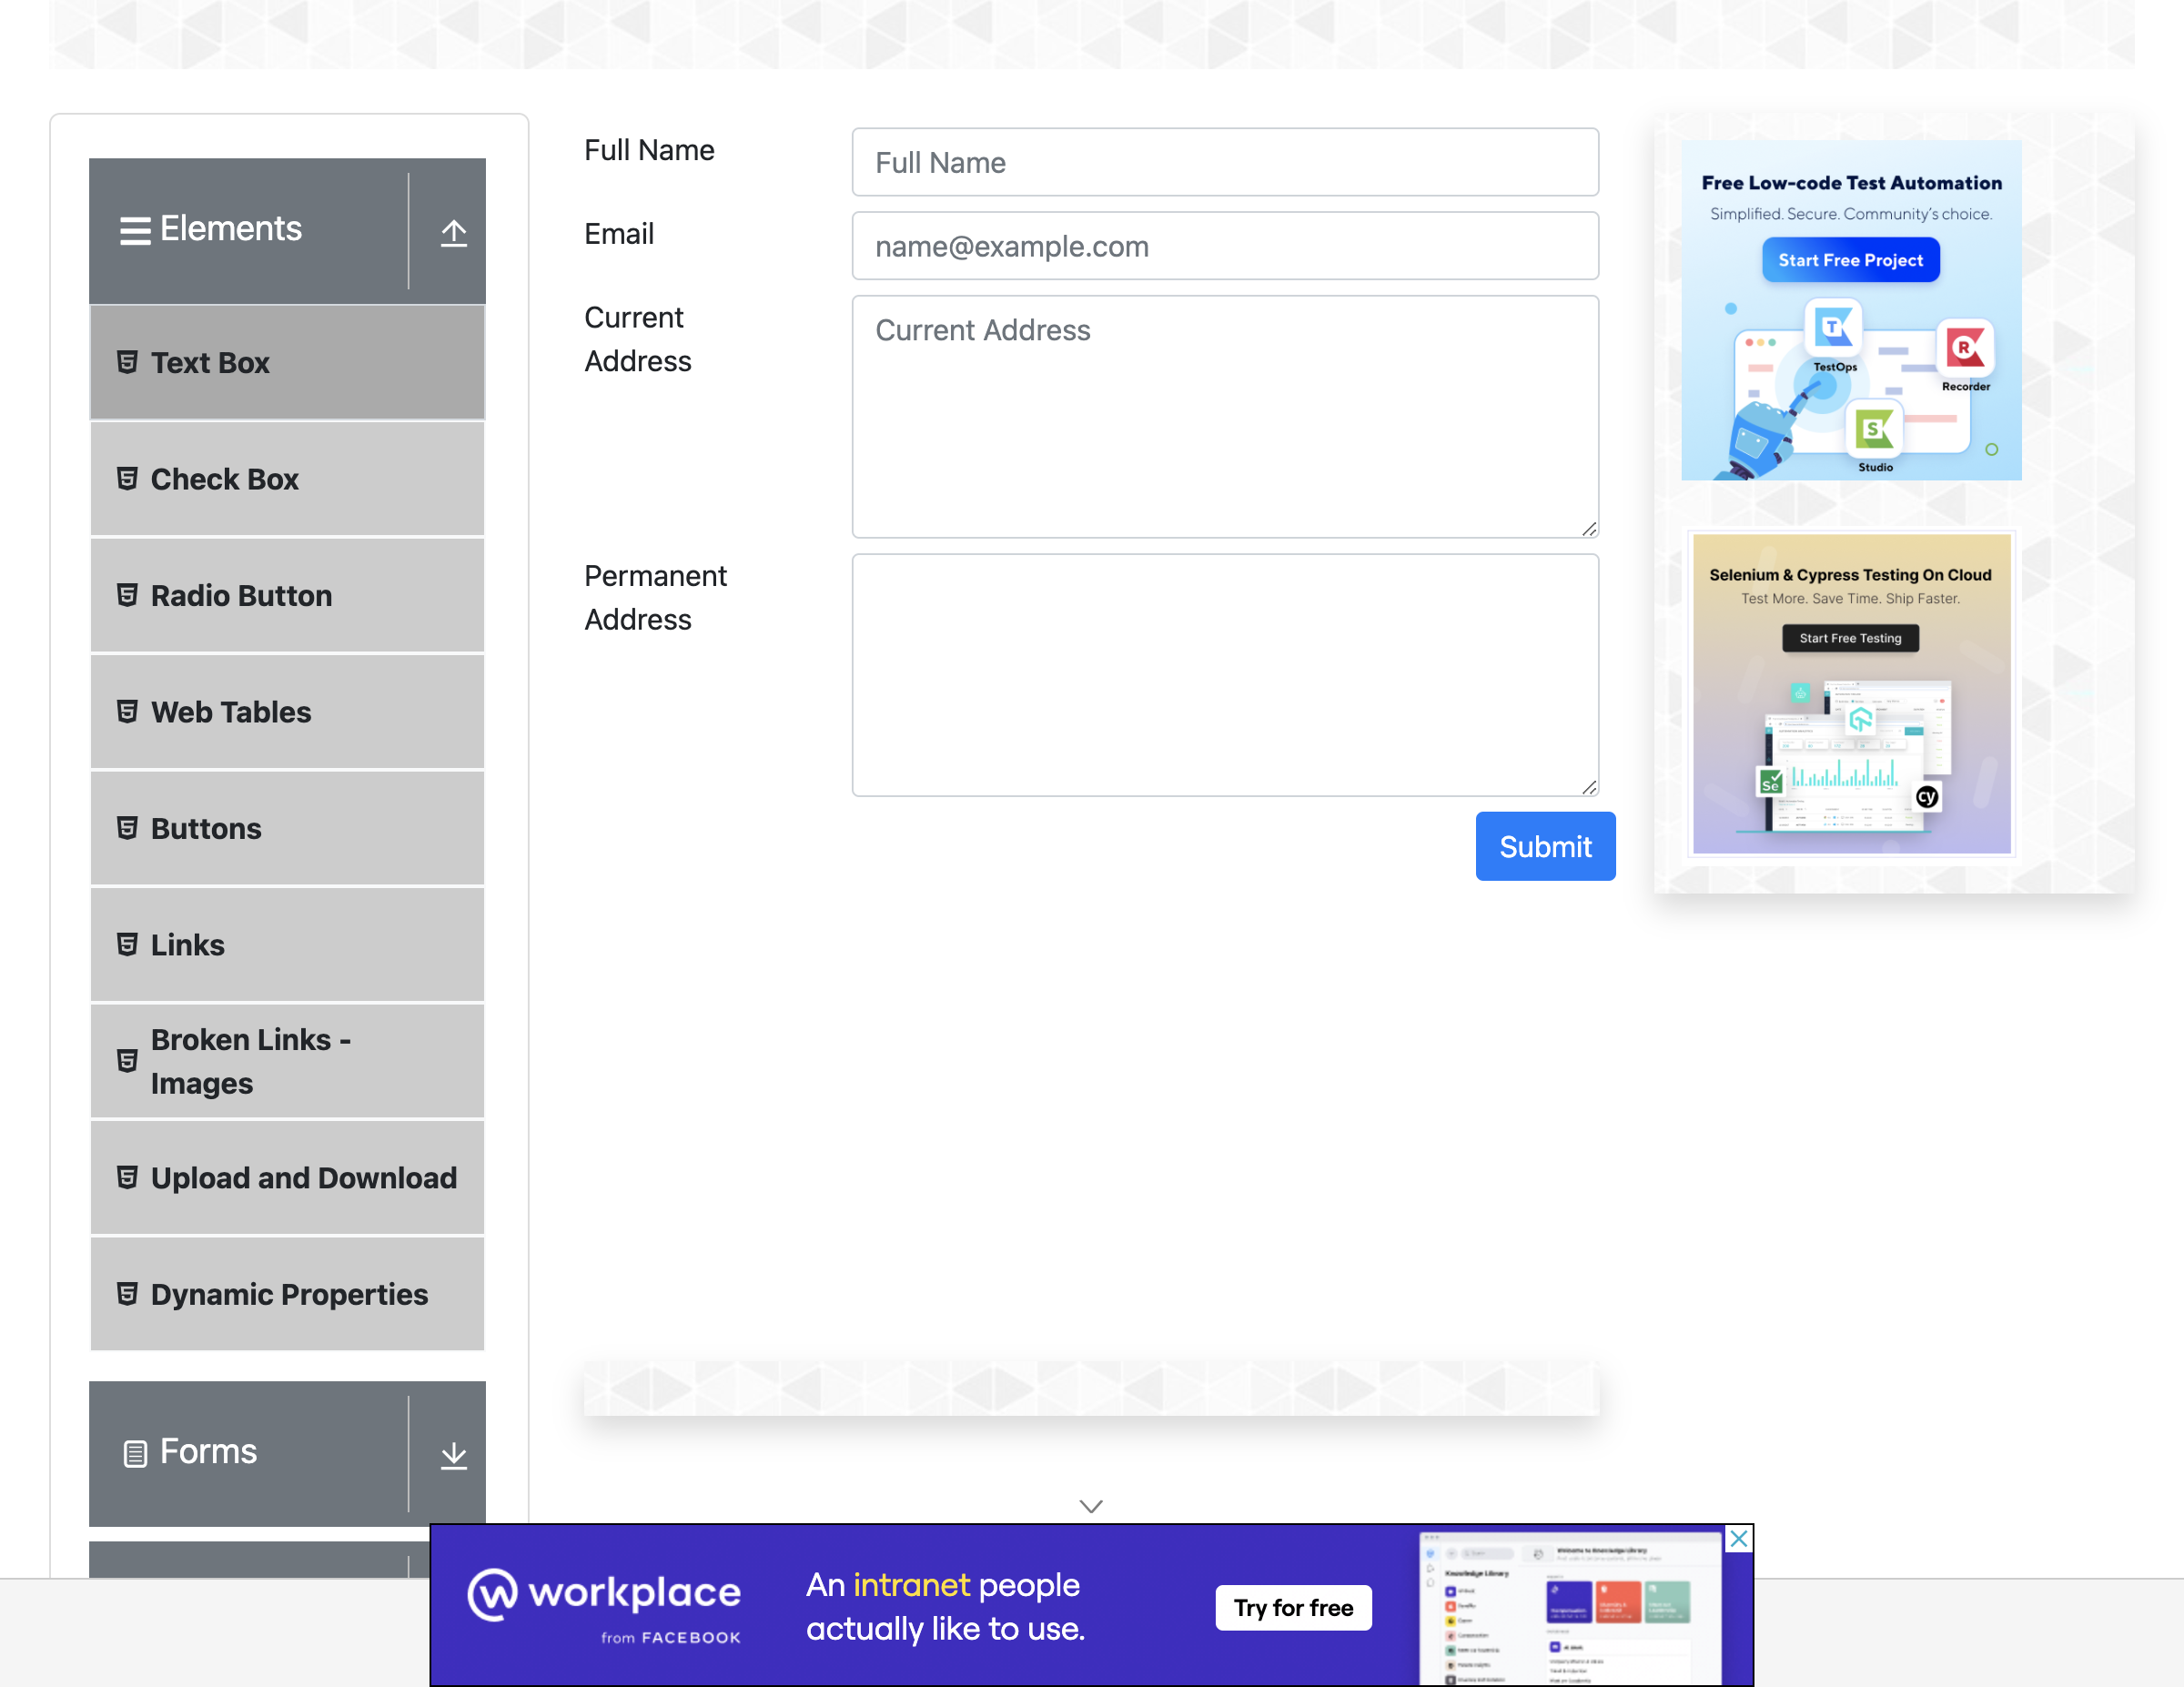 Elements
Text Box
Check Box
Radio Button
Web Tables
Buttons
Links
Broken Links -
Images
Upload and Download
Dynamic Properties
Forms
Full Name
Full Name
Email
name@example.com
Current
Address
Current Address
Permanent
Address
Submit
Free Low-code Test Automation
Simplified. Secure. Community's choice.
Start Free Project
T
TestOps
R
Recorder
S
Studio
Selenium & Cypress Testing On Cloud
Test More. Save Time. Ship Faster.
Start Free Testing
Se
cy
workplace
from FACEBOOK
An intranet people
actually like to use.
Try for free
Knowledge Library